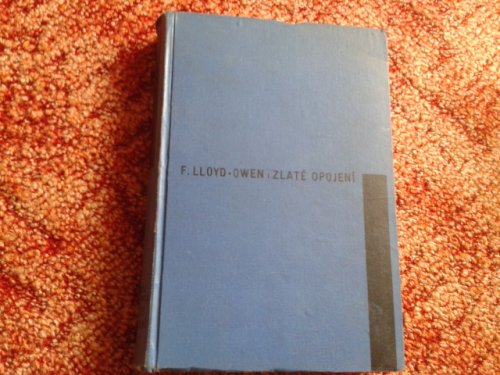 F. LLOYD-OWEN: ZLATÉ OPOJENÍ